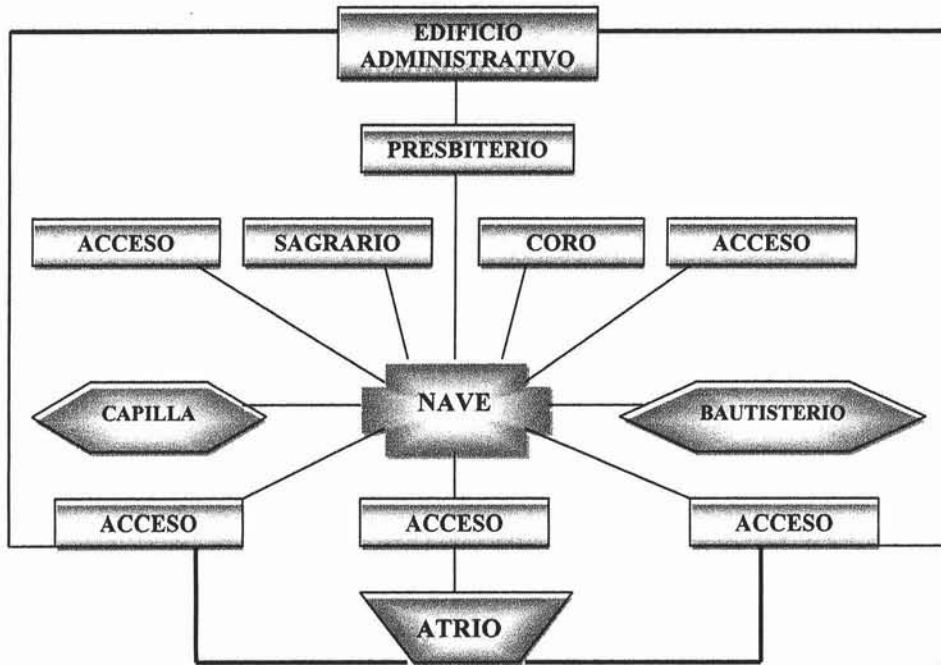 EDIFICIO
ADMINISTRATIVO
PRESBITERIO
ACCESO
SAGRARIO
CORO
ACCESO
CAPILLA
NAVE
BAUTISTERIO
ACCESO
ACCESO
ACCESO
ATRIO